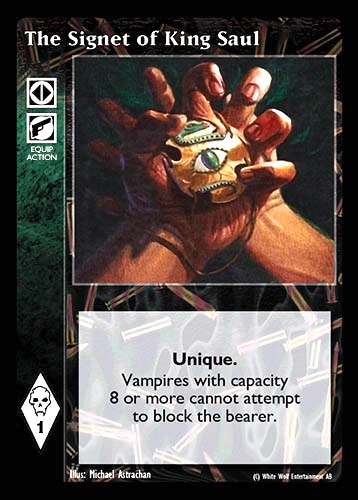 The Signet of King Saul
EQUIP
ACTION
Unique.
Vampires with capacity
8 or more cannot attempt
to block the bearer.
1
Illus: Michael Astrachan
(C) White Wolf Entertainment AB